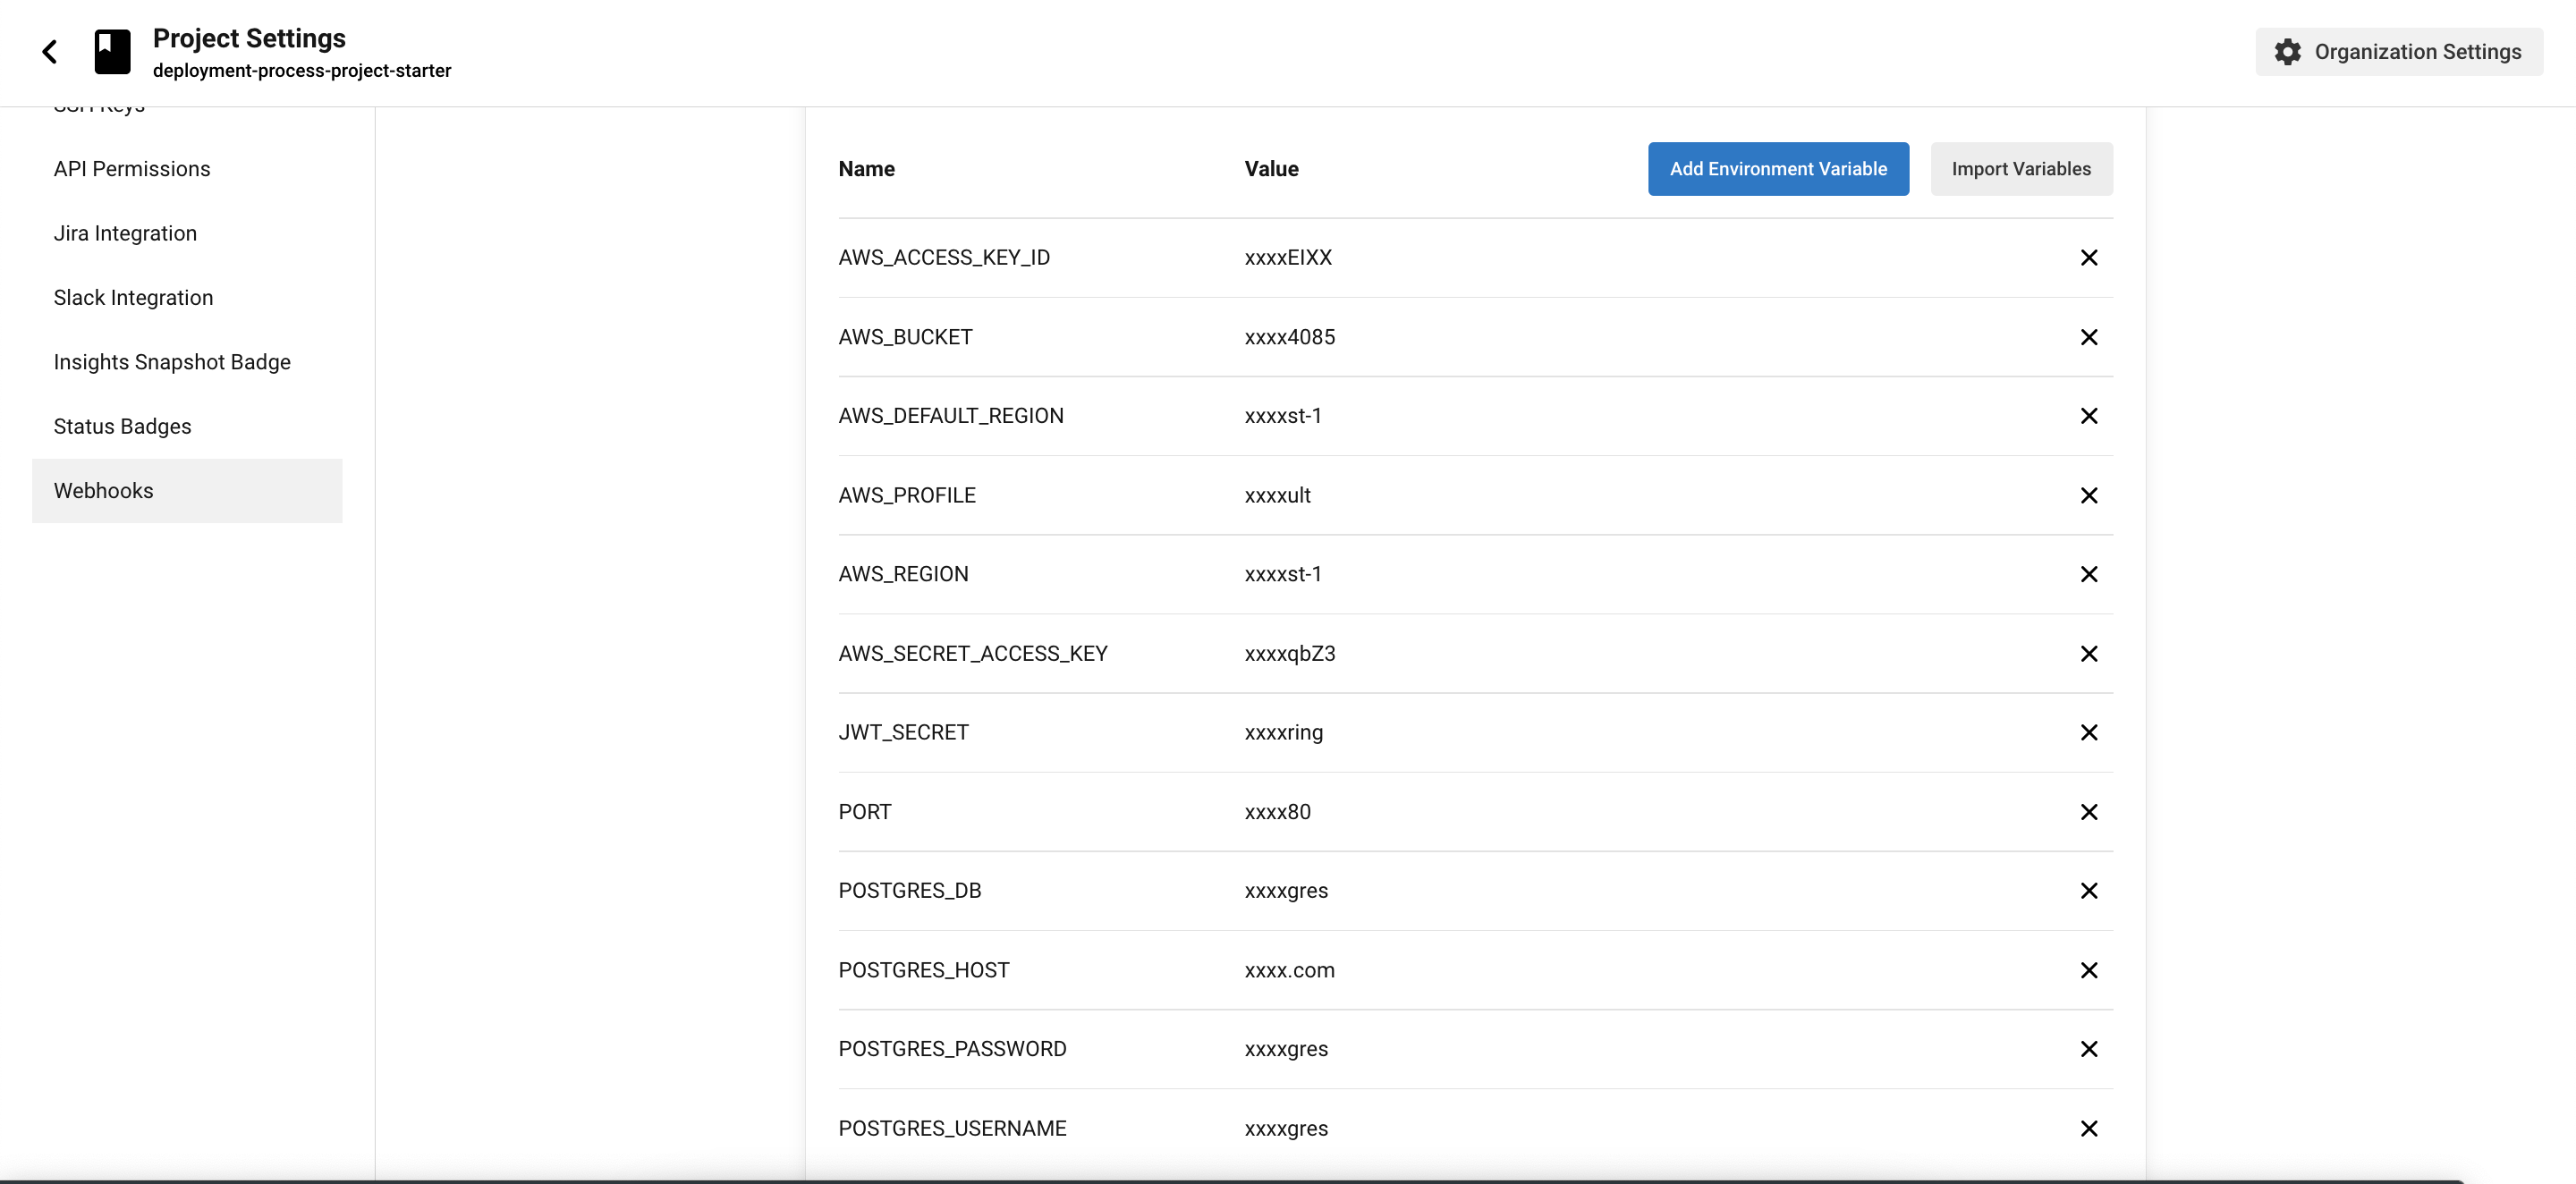 Project Settings
deployment-process-project-starter
Organization Settings
SSH Keys
API Permissions
Jira Integration
Slack Integration
Insights Snapshot Badge
Status Badges
Webhooks
Name Value Add Environment Variable Import Variables
AWS_ACCESS_KEY_ID xxxxEIXX
AWS_BUCKET xxxx4085
AWS_DEFAULT_REGION xxxxst-1
AWS_PROFILE xxxxult
AWS_REGION xxxxst-1
AWS_SECRET_ACCESS_KEY xxxxqbZ3
JWT_SECRET xxxxring
PORT xxxx80
POSTGRES_DB xxxxgres
POSTGRES_HOST xxxx.com
POSTGRES_PASSWORD xxxxgres
POSTGRES_USERNAME xxxxgres